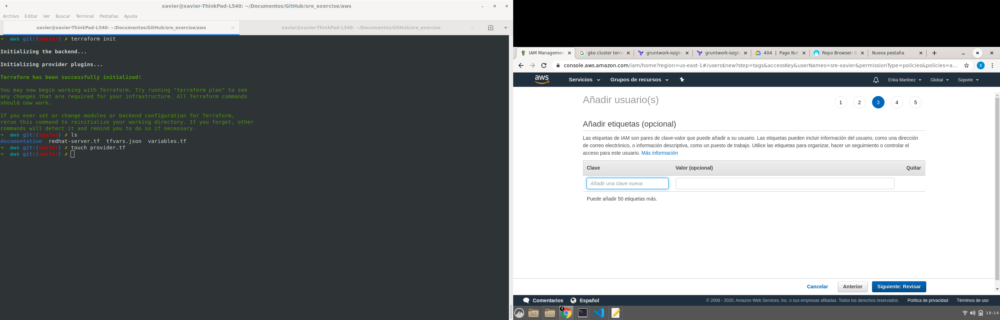 xavier@xavier-ThinkPad-L540: ~/Documentos/GitHub/sre_exercise/aws
Archivo Editar Ver Buscar Terminal Pestañas Ayuda
xavier@xavier-ThinkPad-L540: ~/Documentos/GitHub/sre_exercise/aws
xavier@xavier-ThinkPad-L540: ~/Documentos/GitHub/sre_exercise
➜ aws git:(master) ✗ terraform init
Initializing the backend...
Initializing provider plugins...
Terraform has been successfully initialized!
You may now begin working with Terraform. Try running "terraform plan" to see
any changes that are required for your infrastructure. All Terraform commands
should now work.
If you ever set or change modules or backend configuration for Terraform,
rerun this command to reinitialize your working directory. If you forget, other
commands will detect it and remind you to do so if necessary.
➜ aws git:(master) ✗ ls
documentation redhat-server.tf tfvars.json variables.tf
➜ aws git:(master) ✗ touch provider.tf
➜ aws git:(master) ✗
IAM Managemen gke cluster terra gruntwork-io/gke gruntwork-io/gke 404 | Page Not Repo Browser: G Nueva pestaña
console.aws.amazon.com/iam/home?region=us-east-1#/users$new?step=tags&accessKey&userNames=sre-xavier&permissionType=policies&policies=a...
X
aws Servicios Grupos de recursos Erika Martinez Global Soporte
Añadir usuario(s)
1 2 3 4 5
Añadir etiquetas (opcional)
Las etiquetas de IAM son pares de clave-valor que puede añadir a su usuario. Las etiquetas pueden incluir información del usuario, como una dirección
de correo electrónico, o información descriptiva, como un puesto de trabajo. Utilice las etiquetas para organizar, hacer un seguimiento o controlar el
acceso para este usuario. Más información
Clave Valor (opcional) Quitar
Añadir una clave nueva
Puede añadir 50 etiquetas más.
Cancelar Anterior Siguiente: Revisar
Comentarios Español © 2008 - 2020, Amazon Web Services, Inc. o sus empresas afiliadas. Todos los derechos reservados. Política de privacidad Términos de uso
4
18:14